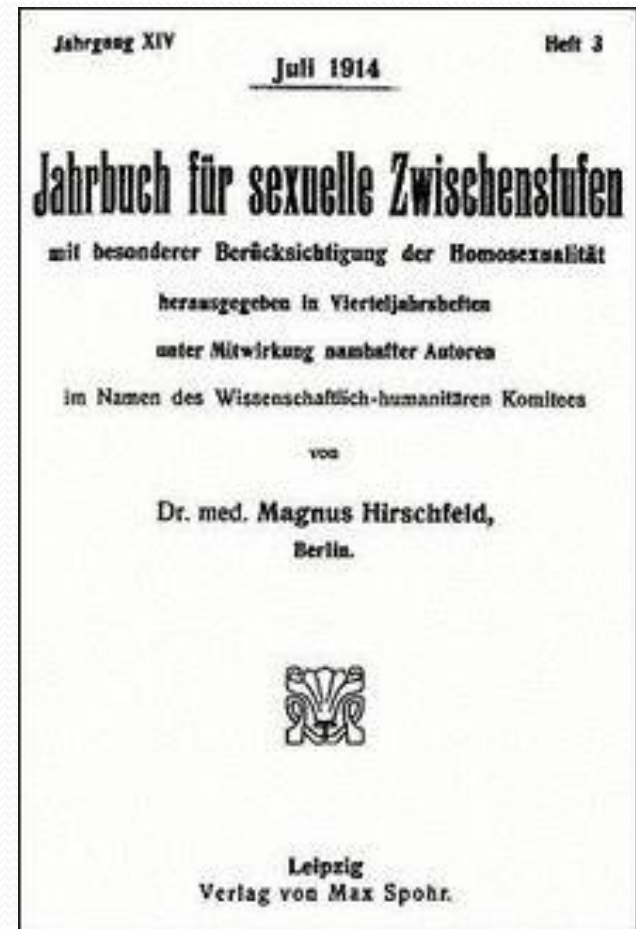 Jahrgang XIV Heft 3
Juli 1914
Jahrbuch für sexuelle Zwischenstufen
mit besonderer Berücksichtigung der Homosexualität
herausgegeben in Vierteljahrsheften
unter Mitwirkung namhafter Autoren
im Namen des Wissenschaftlich-humanitären Komitees
von
Dr. med. Magnus Hirschfeld,
Berlin.
Leipzig
Verlag von Max Spohr.